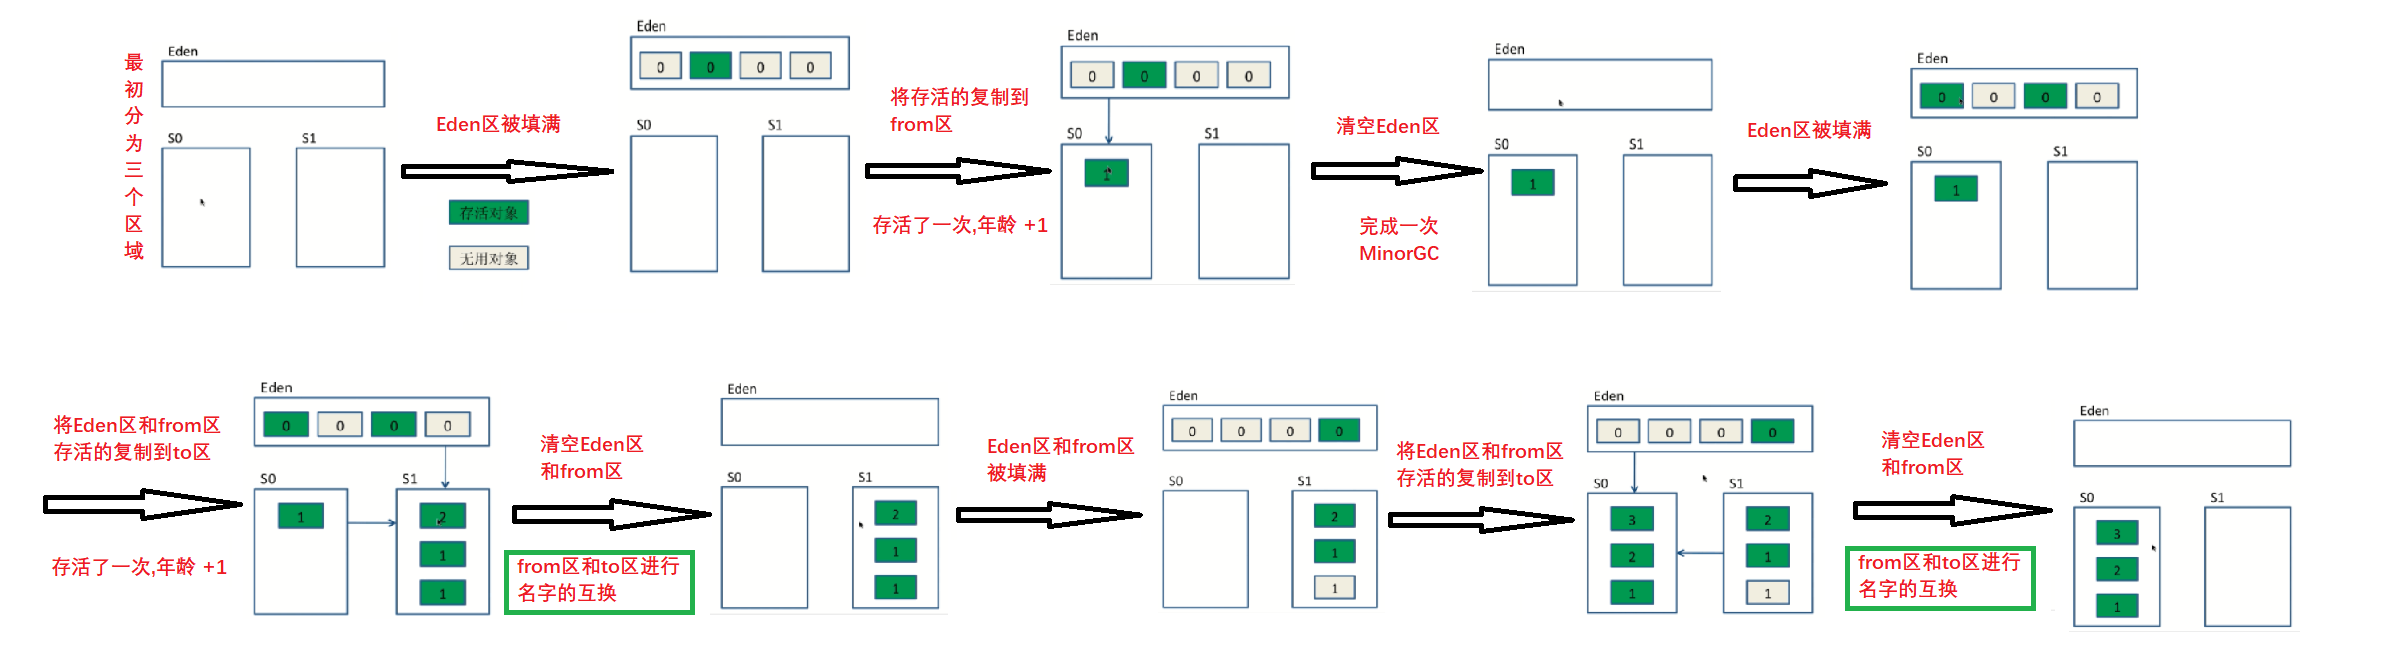 最
初
分
为
三
个
区
域
Eden
S0 S1
Eden区被填满
存活对象
无用对象
Eden
0 0 0 0
S0 S1
将存活的复制到
from区
存活了一次,年龄 +1
Eden
0 0 0 0
S0 S1
1
清空Eden区
完成一次
MinorGC
Eden
S0 S1
1
Eden区被填满
Eden
0 0 0 0
S0 S1
1
将Eden区和from区
存活的复制到to区
存活了一次,年龄 +1
Eden
0 0 0 0
S0 S1
1 2
1
1
清空Eden区
和from区
from区和to区进行
名字的互换
Eden
S0 S1
2
1
1
Eden区和from区
被填满
Eden
0 0 0 0
S0 S1
2
1
1
将Eden区和from区
存活的复制到to区
Eden
0 0 0 0
S0 S1
3 2
2 1
1 1
清空Eden区
和from区
from区和to区进行
名字的互换
Eden
S0 S1
3
2
1